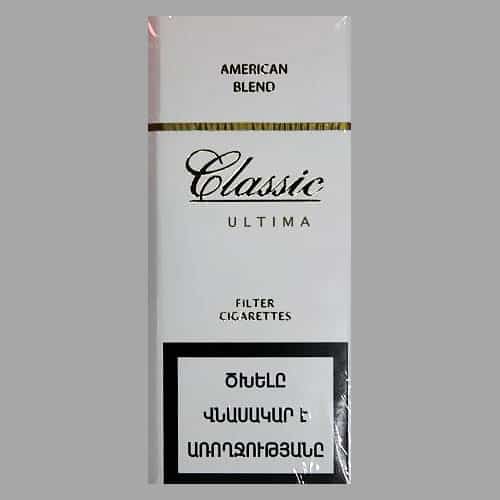 AMERICAN
BLEND
Classic
ULTIMA
FILTER
CIGARETTES
ԾԽԵԼԸ
ՎՆԱՍԱԿԱՐ Է
ԱՌՈՂՋՈՒԹՅԱՆԸ